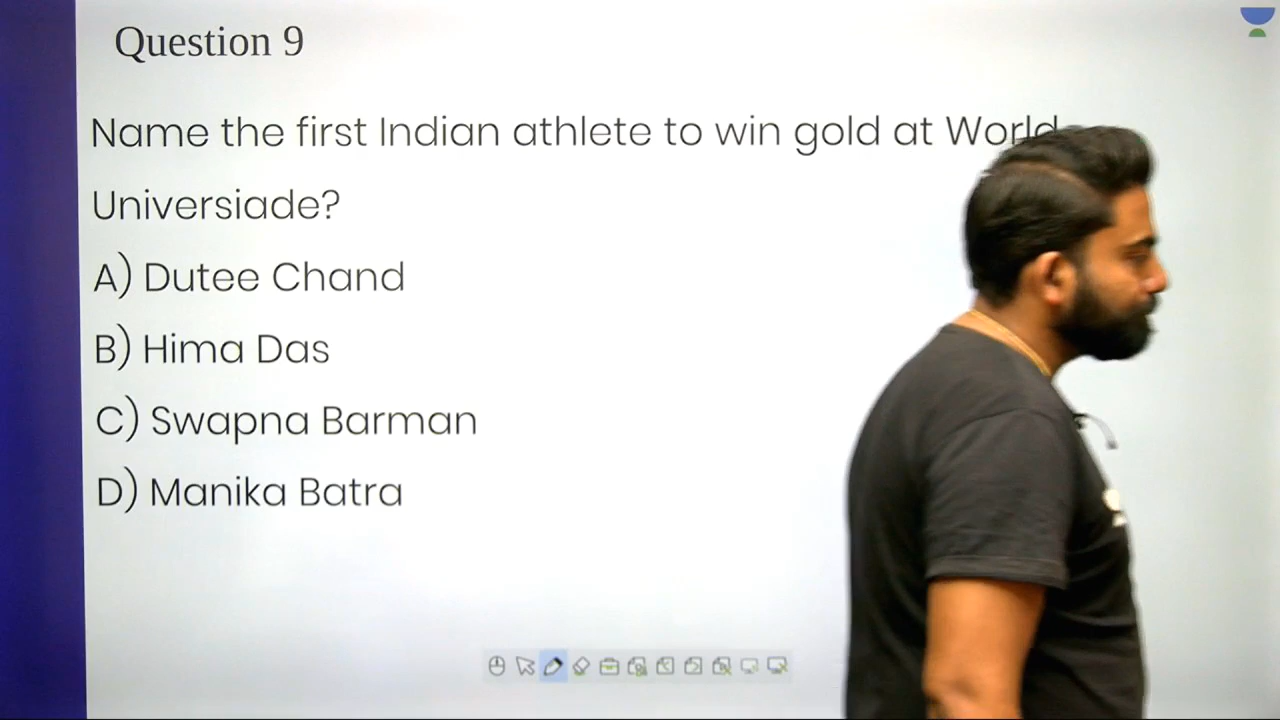 Question 9
Name the first Indian athlete to win gold at World
Universiade?
A) Dutee Chand
B) Hima Das
C) Swapna Barman
D) Manika Batra